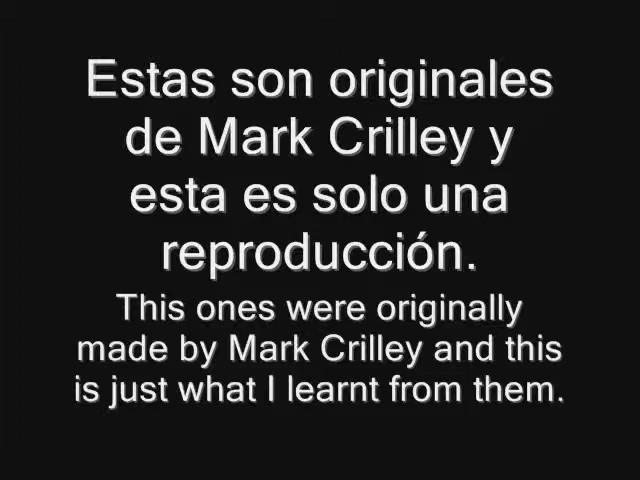 Estas son originales
de Mark Crilley y
esta es solo una
reproducción.
This ones were originally
made by Mark Crilley and this
is just what I learnt from them.